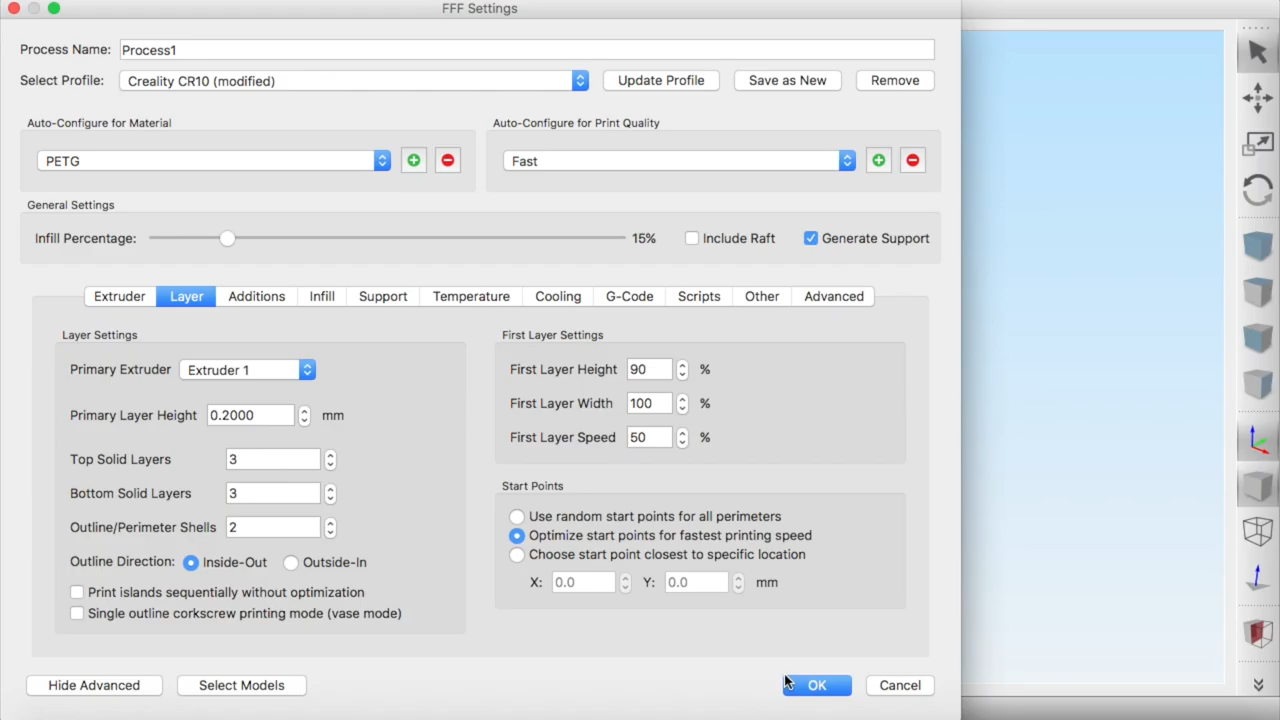 FFF Settings
Process Name: Process1
Select Profile: Creality CR10 (modified) Update Profile Save as New Remove
Auto-Configure for Material Auto-Configure for Print Quality
PETG Fast
General Settings
Infill Percentage: 15% Include Raft Generate Support
Extruder Layer Additions Infill Support Temperature Cooling G-Code Scripts Other Advanced
Layer Settings
Primary Extruder Extruder 1
Primary Layer Height 0.2000 mm
Top Solid Layers 3
Bottom Solid Layers 3
Outline/Perimeter Shells 2
Outline Direction: Inside-Out Outside-In
Print islands sequentially without optimization
Single outline corkscrew printing mode (vase mode)
First Layer Settings
First Layer Height 90 %
First Layer Width 100 %
First Layer Speed 50 %
Start Points
Use random start points for all perimeters
Optimize start points for fastest printing speed
Choose start point closest to specific location
X: 0.0 Y: 0.0 mm
Hide Advanced Select Models OK Cancel